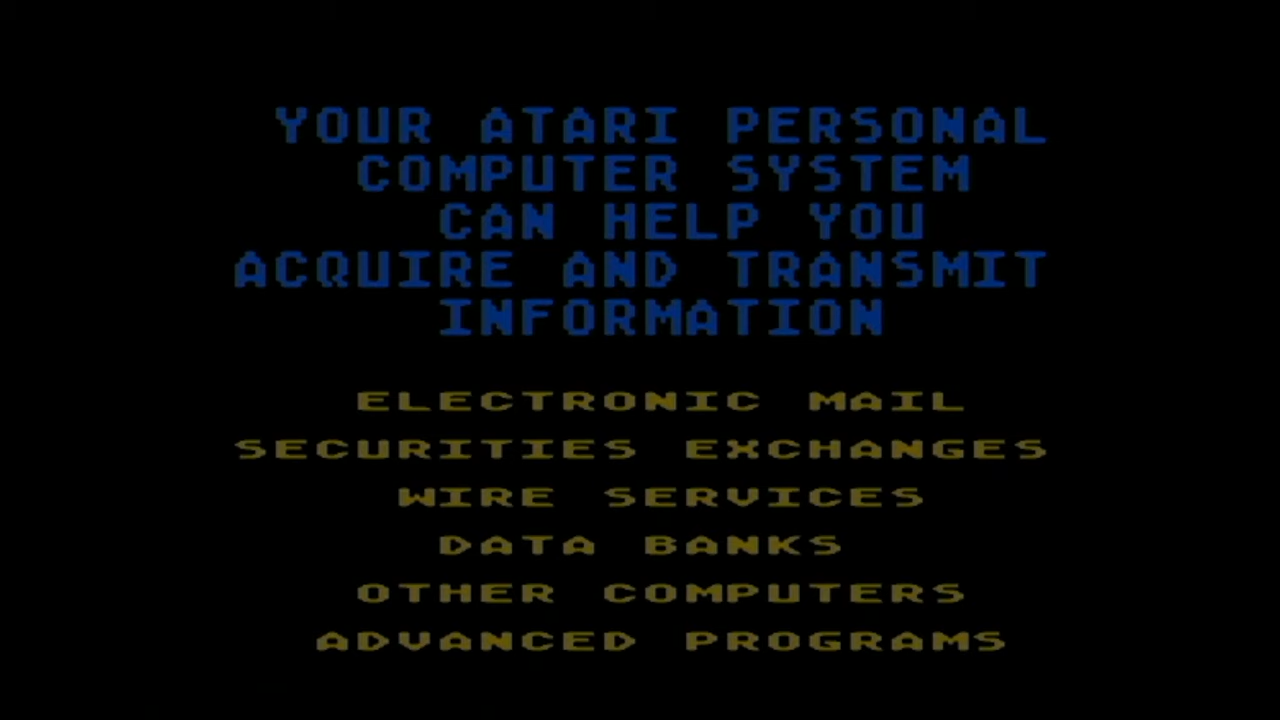 YOUR ATARI PERSONAL
COMPUTER SYSTEM
CAN HELP YOU
ACQUIRE AND TRANSMIT
INFORMATION
ELECTRONIC MAIL
SECURITIES EXCHANGES
WIRE SERVICES
DATA BANKS
OTHER COMPUTERS
ADVANCED PROGRAMS